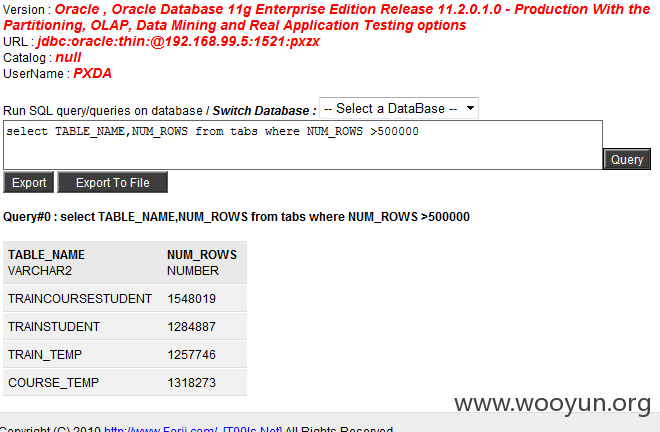 Version : Oracle , Oracle Database 11g Enterprise Edition Release 11.2.0.1.0 - Production With the
Partitioning, OLAP, Data Mining and Real Application Testing options
URL : jdbc:oracle:thin:@192.168.99.5:1521:pxzx
Catalog : null
UserName : PXDA
Run SQL query/queries on database / Switch Database : -- Select a DataBase --
select TABLE_NAME,NUM_ROWS from tabs where NUM_ROWS >500000
Query
Export Export To File
Query#0 : select TABLE_NAME,NUM_ROWS from tabs where NUM_ROWS >500000
TABLE_NAME NUM_ROWS
VARCHAR2 NUMBER
TRAINCOURSESTUDENT 1548019
TRAINSTUDENT 1284887
TRAIN_TEMP 1257746
COURSE_TEMP 1318273
www.wooyun.org
Copyright (C) 2010 http://www.Forjj.com/ [T00ls.Net] All Rights Reserved